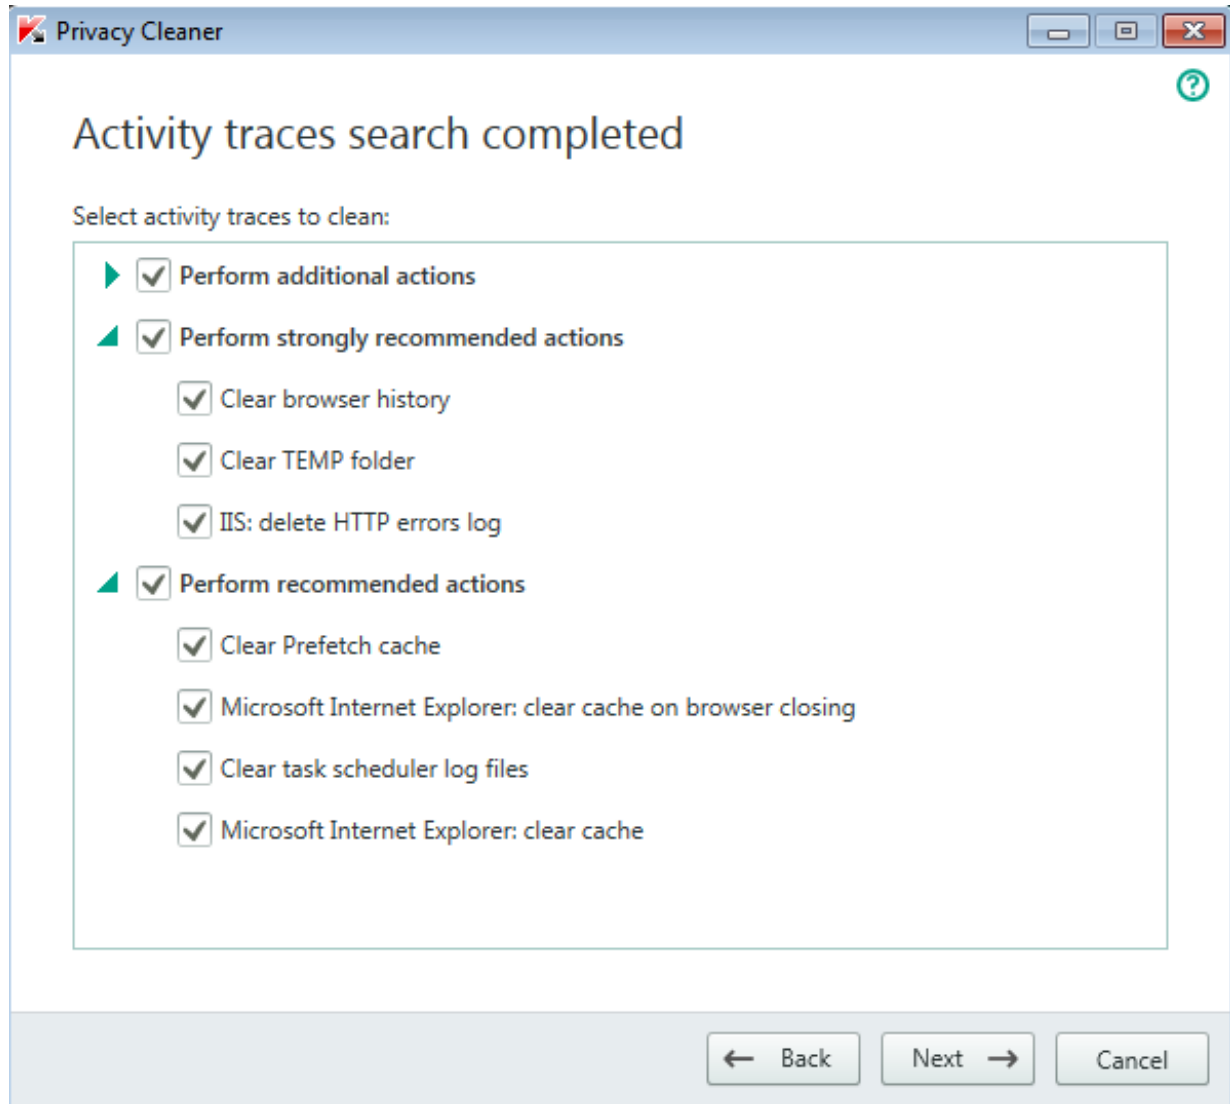 Privacy Cleaner
Activity traces search completed
Select activity traces to clean:
Perform additional actions
Perform strongly recommended actions
Clear browser history
Clear TEMP folder
IIS: delete HTTP errors log
Perform recommended actions
Clear Prefetch cache
Microsoft Internet Explorer: clear cache on browser closing
Clear task scheduler log files
Microsoft Internet Explorer: clear cache
Back Next Cancel